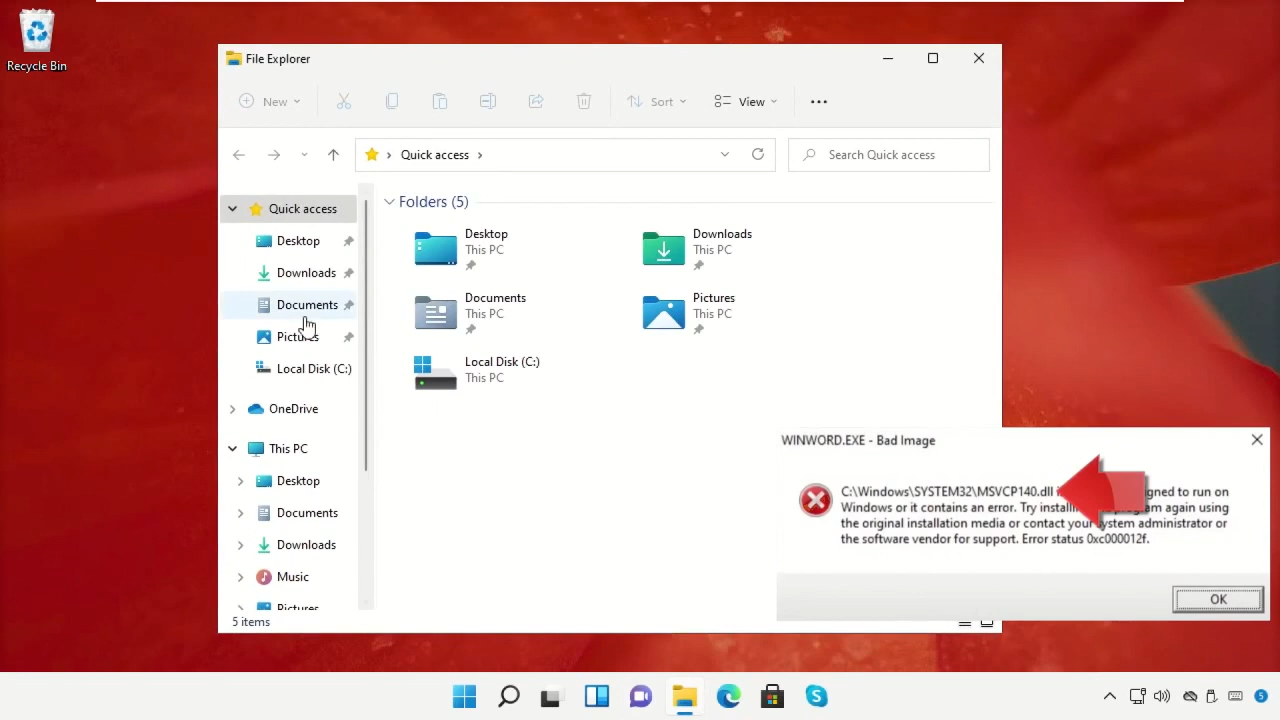 Recycle Bin
File Explorer
New
Sort
View
Quick access
Search Quick access
Quick access
Desktop
Downloads
Documents
Pictures
Local Disk (C:)
OneDrive
This PC
Desktop
Documents
Downloads
Music
Pictures
5 items
Folders (5)
Desktop
This PC
Downloads
This PC
Documents
This PC
Pictures
This PC
Local Disk (C:)
This PC
WINWORD.EXE - Bad Image
C:\Windows\SYSTEM32\MSVCP140.dll to run on
Windows or it contains an error. Try again using
the original installation media or contact your system administrator or
the software vendor for support. Error status 0xc000012f.
OK
5